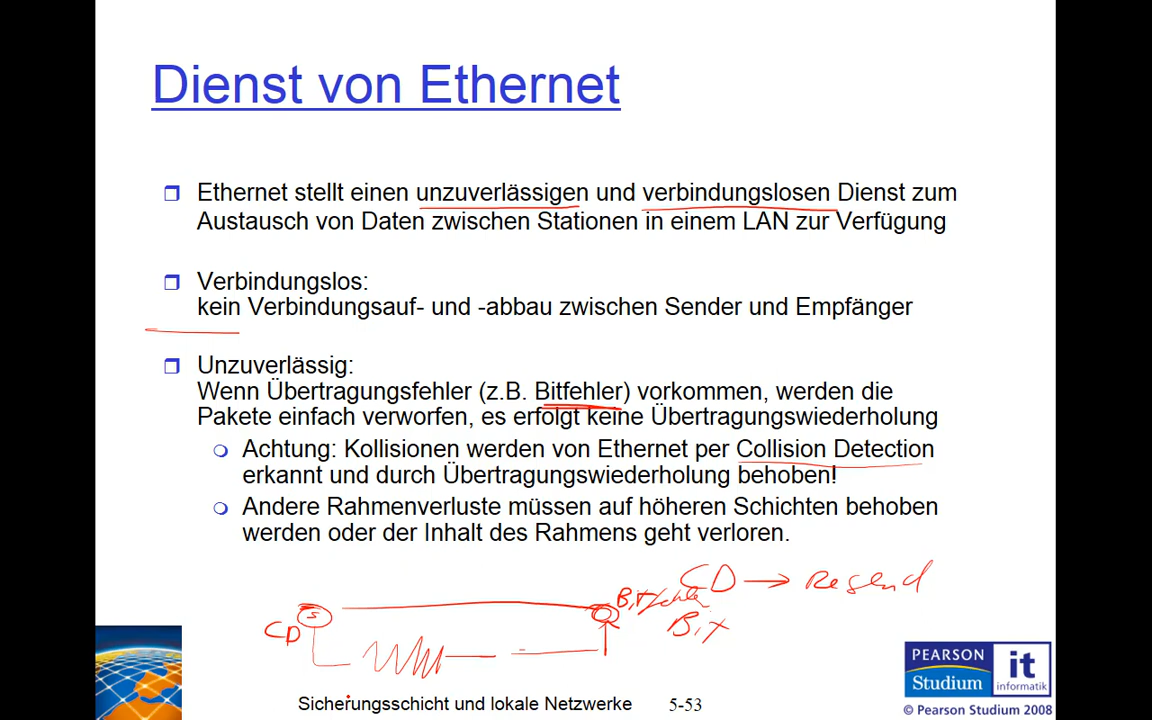 Dienst von Ethernet
Ethernet stellt einen unzuverlässigen und verbindungslosen Dienst zum
Austausch von Daten zwischen Stationen in einem LAN zur Verfügung
Verbindungslos:
kein Verbindungsauf- und -abbau zwischen Sender und Empfänger
Unzuverlässig:
Wenn Übertragungsfehler (z.B. Bitfehler) vorkommen, werden die
Pakete einfach verworfen, es erfolgt keine Übertragungswiederholung
Achtung: Kollisionen werden von Ethernet per Collision Detection
erkannt und durch Übertragungswiederholung behoben!
Andere Rahmenverluste müssen auf höheren Schichten behoben
werden oder der Inhalt des Rahmens geht verloren.
CD → Resend
Bitfehler
S
CD
Bit
Sicherungsschicht und lokale Netzwerke
5-53
PEARSON
Studium
it
informatik
© Pearson Studium 2008